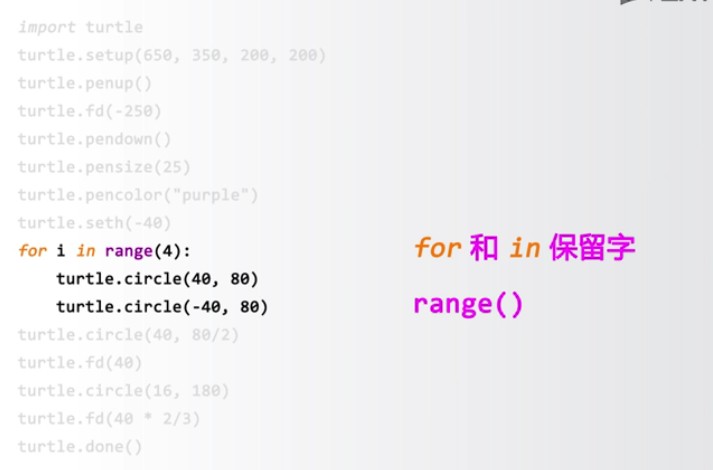 import turtle
turtle.setup(650, 350, 200, 200)
turtle.penup()
turtle.fd(-250)
turtle.pendown()
turtle.pensize(25)
turtle.pencolor("purple")
turtle.seth(-40)
for i in range(4):
    turtle.circle(40, 80)
    turtle.circle(-40, 80)
turtle.circle(40, 80/2)
turtle.fd(40)
turtle.circle(16, 180)
turtle.fd(40 * 2/3)
turtle.done()
for 和 in 保留字
range()